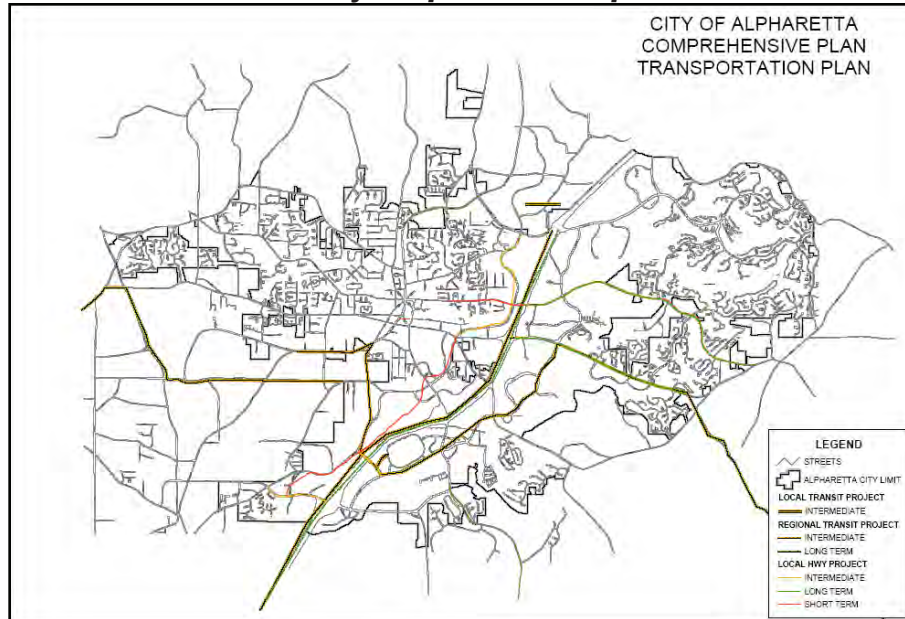 CITY OF ALPHARETTA
COMPREHENSIVE PLAN
TRANSPORTATION PLAN
LEGEND
STREETS
ALPHARETTA CITY LIMIT
LOCAL TRANSIT PROJECT
INTERMEDIATE
REGIONAL TRANSIT PROJECT
INTERMEDIATE
LONG TERM
LOCAL HWY PROJECT
INTERMEDIATE
LONG TERM
SHORT TERM